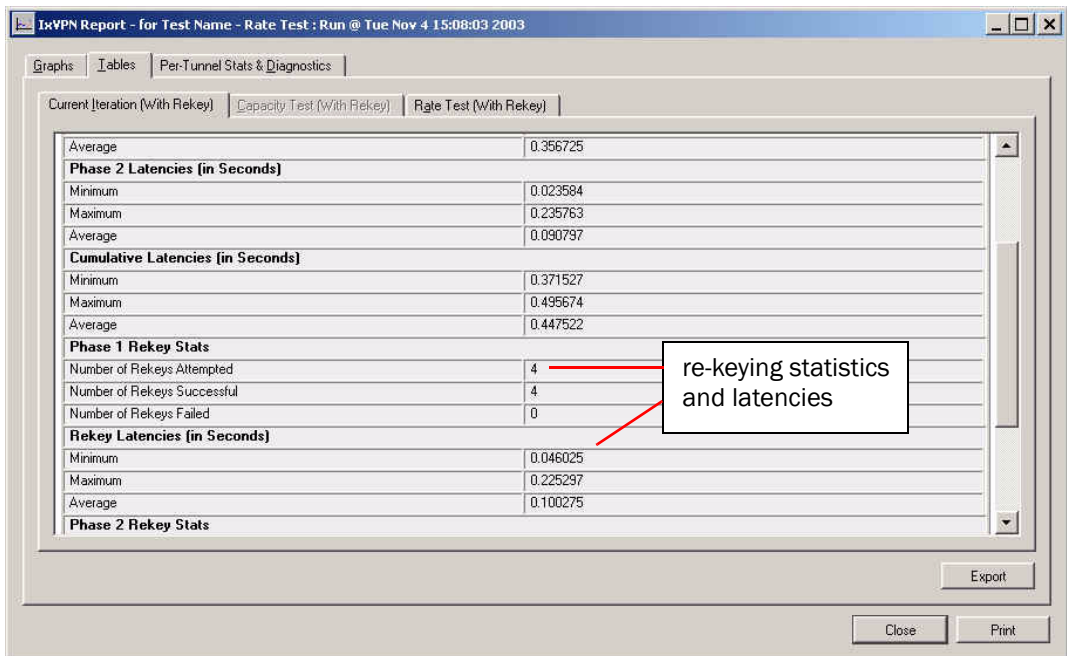 IxVPN Report - for Test Name - Rate Test : Run @ Tue Nov 4 15:08:03 2003
Graphs Tables Per-Tunnel Stats & Diagnostics
Current Iteration (With Rekey) Capacity Test (With Rekey) Rate Test (With Rekey)
Average 0.356725
Phase 2 Latencies (in Seconds)
Minimum 0.023584
Maximum 0.235763
Average 0.090797
Cumulative Latencies (in Seconds)
Minimum 0.371527
Maximum 0.495674
Average 0.447522
Phase 1 Rekey Stats
Number of Rekeys Attempted 4
Number of Rekeys Successful 4
Number of Rekeys Failed 0
re-keying statistics
and latencies
Rekey Latencies (in Seconds)
Minimum 0.046025
Maximum 0.225297
Average 0.100275
Phase 2 Rekey Stats
Export
Close Print